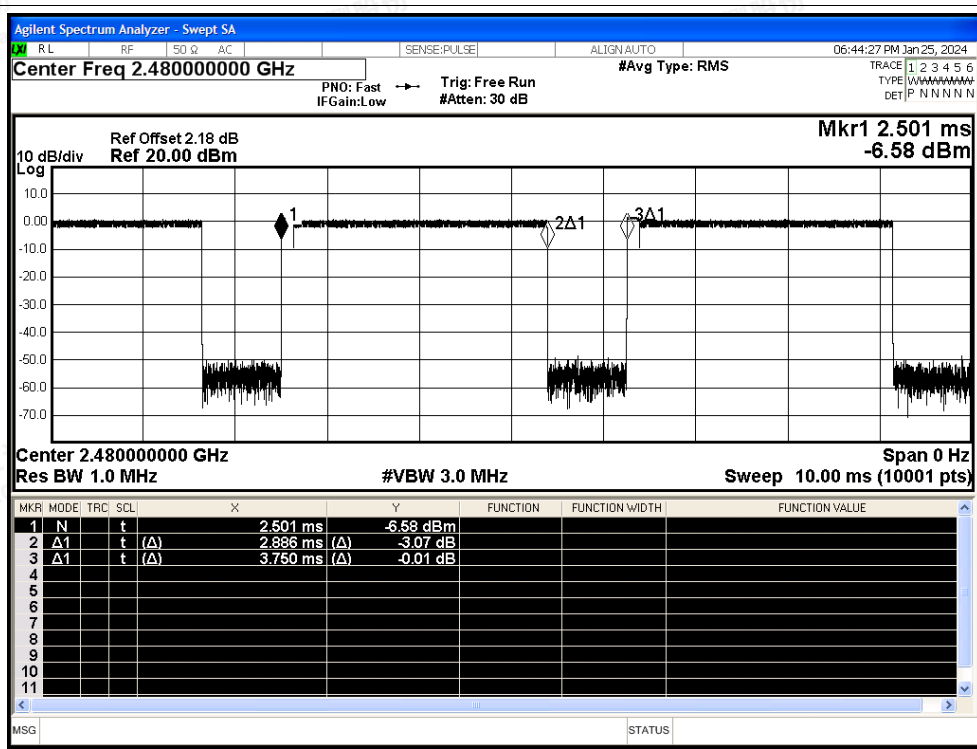 Agilent Spectrum Analyzer - Swept SA
LXI RL RF 50 Ω AC SENSE:PULSE ALIGN AUTO 06:44:27 PM Jan 25, 2024
Center Freq 2.480000000 GHz #Avg Type: RMS TRACE 1 2 3 4 5 6
PNO: Fast Trig: Free Run TYPE
IFGain:Low #Atten: 30 dB DET P N N N N N
Mkr1 2.501 ms
Ref Offset 2.18 dB
10 dB/div Ref 20.00 dBm -6.58 dBm
Log
10.0
1 2Δ1 3Δ1
0.00
-10.0
-20.0
-30.0
-40.0
-50.0
-60.0
-70.0
Center 2.480000000 GHz Span 0 Hz
Res BW 1.0 MHz #VBW 3.0 MHz Sweep 10.00 ms (10001 pts)
MKR MODE TRC SCL X Y FUNCTION FUNCTION WIDTH FUNCTION VALUE
1 N t 2.501 ms -6.58 dBm
2 Δ1 t (Δ) 2.886 ms (Δ) -3.07 dB
3 Δ1 t (Δ) 3.750 ms (Δ) -0.01 dB
4
5
6
7
8
9
10
11
MSG STATUS